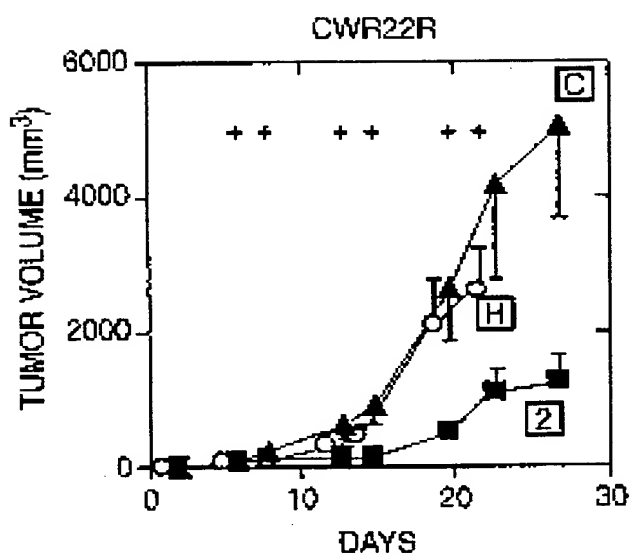 CWR22R
6000
C
+ + + + + +
4000
TUMOR VOLUME (mm³)
H
2000
2
0
0 10 20 30
DAYS